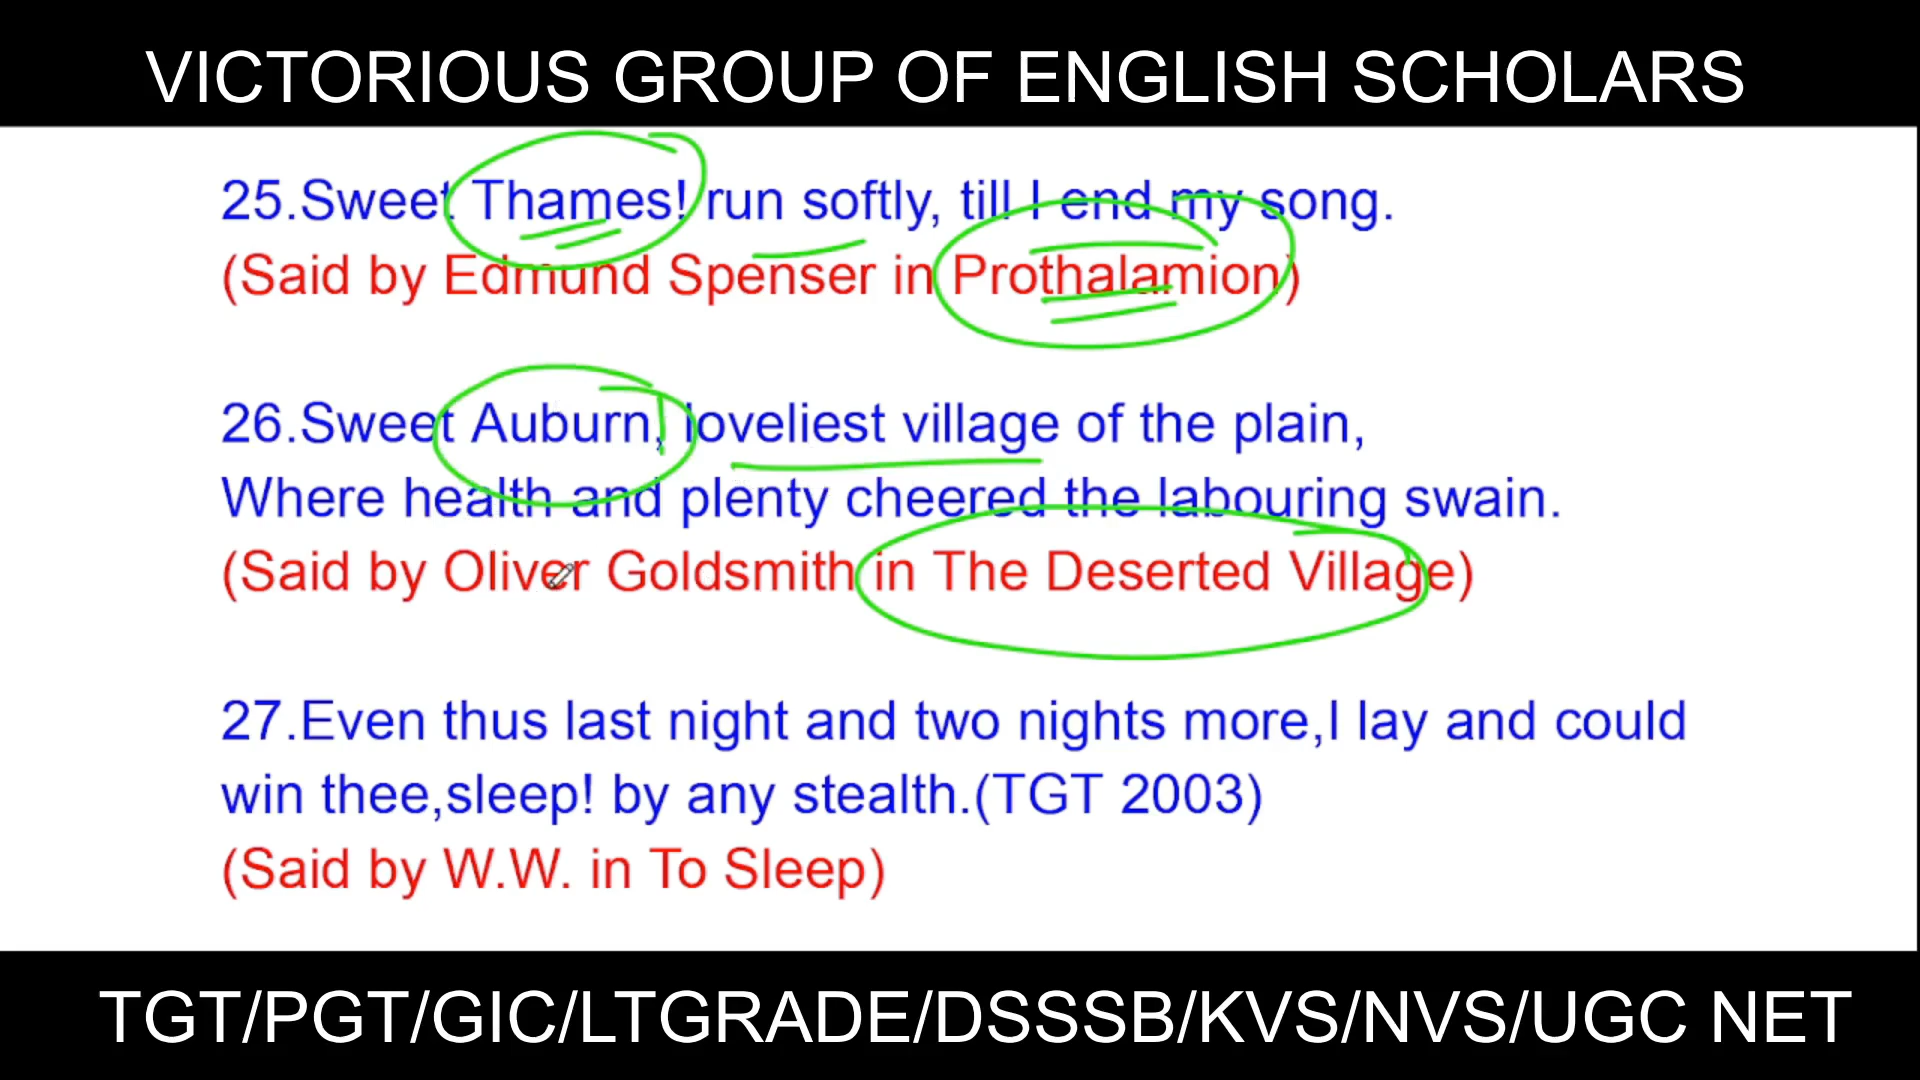 VICTORIOUS GROUP OF ENGLISH SCHOLARS
25.Sweet Thames! run softly, till I end my song.
(Said by Edmund Spenser in Prothalamion)
26.Sweet Auburn, loveliest village of the plain,
Where health and plenty cheered the labouring swain.
(Said by Oliver Goldsmith in The Deserted Village)
27.Even thus last night and two nights more,I lay and could
win thee,sleep! by any stealth.(TGT 2003)
(Said by W.W. in To Sleep)
TGT/PGT/GIC/LTGRADE/DSSSB/KVS/NVS/UGC NET